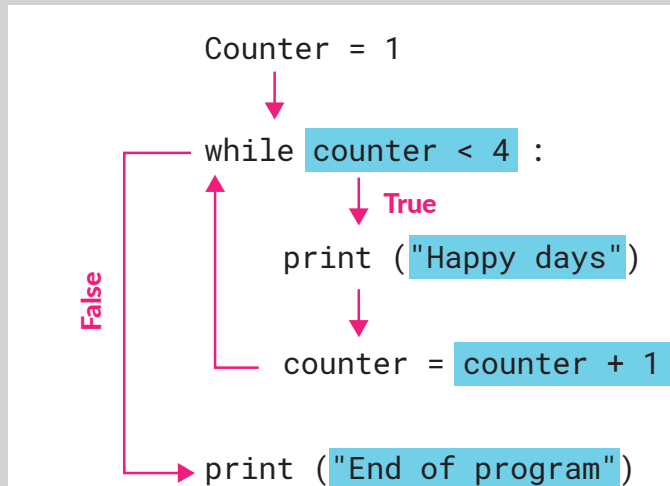 Counter = 1
while counter < 4 :
True
print ("Happy days")
False
counter = counter + 1
print ("End of program")